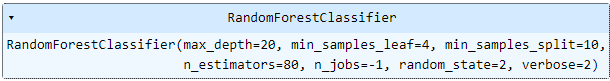 RandomForestClassifier
RandomForestClassifier(max_depth=20, min_samples_leaf=4, min_samples_split=10,
n_estimators=80, n_jobs=-1, random_state=2, verbose=2)